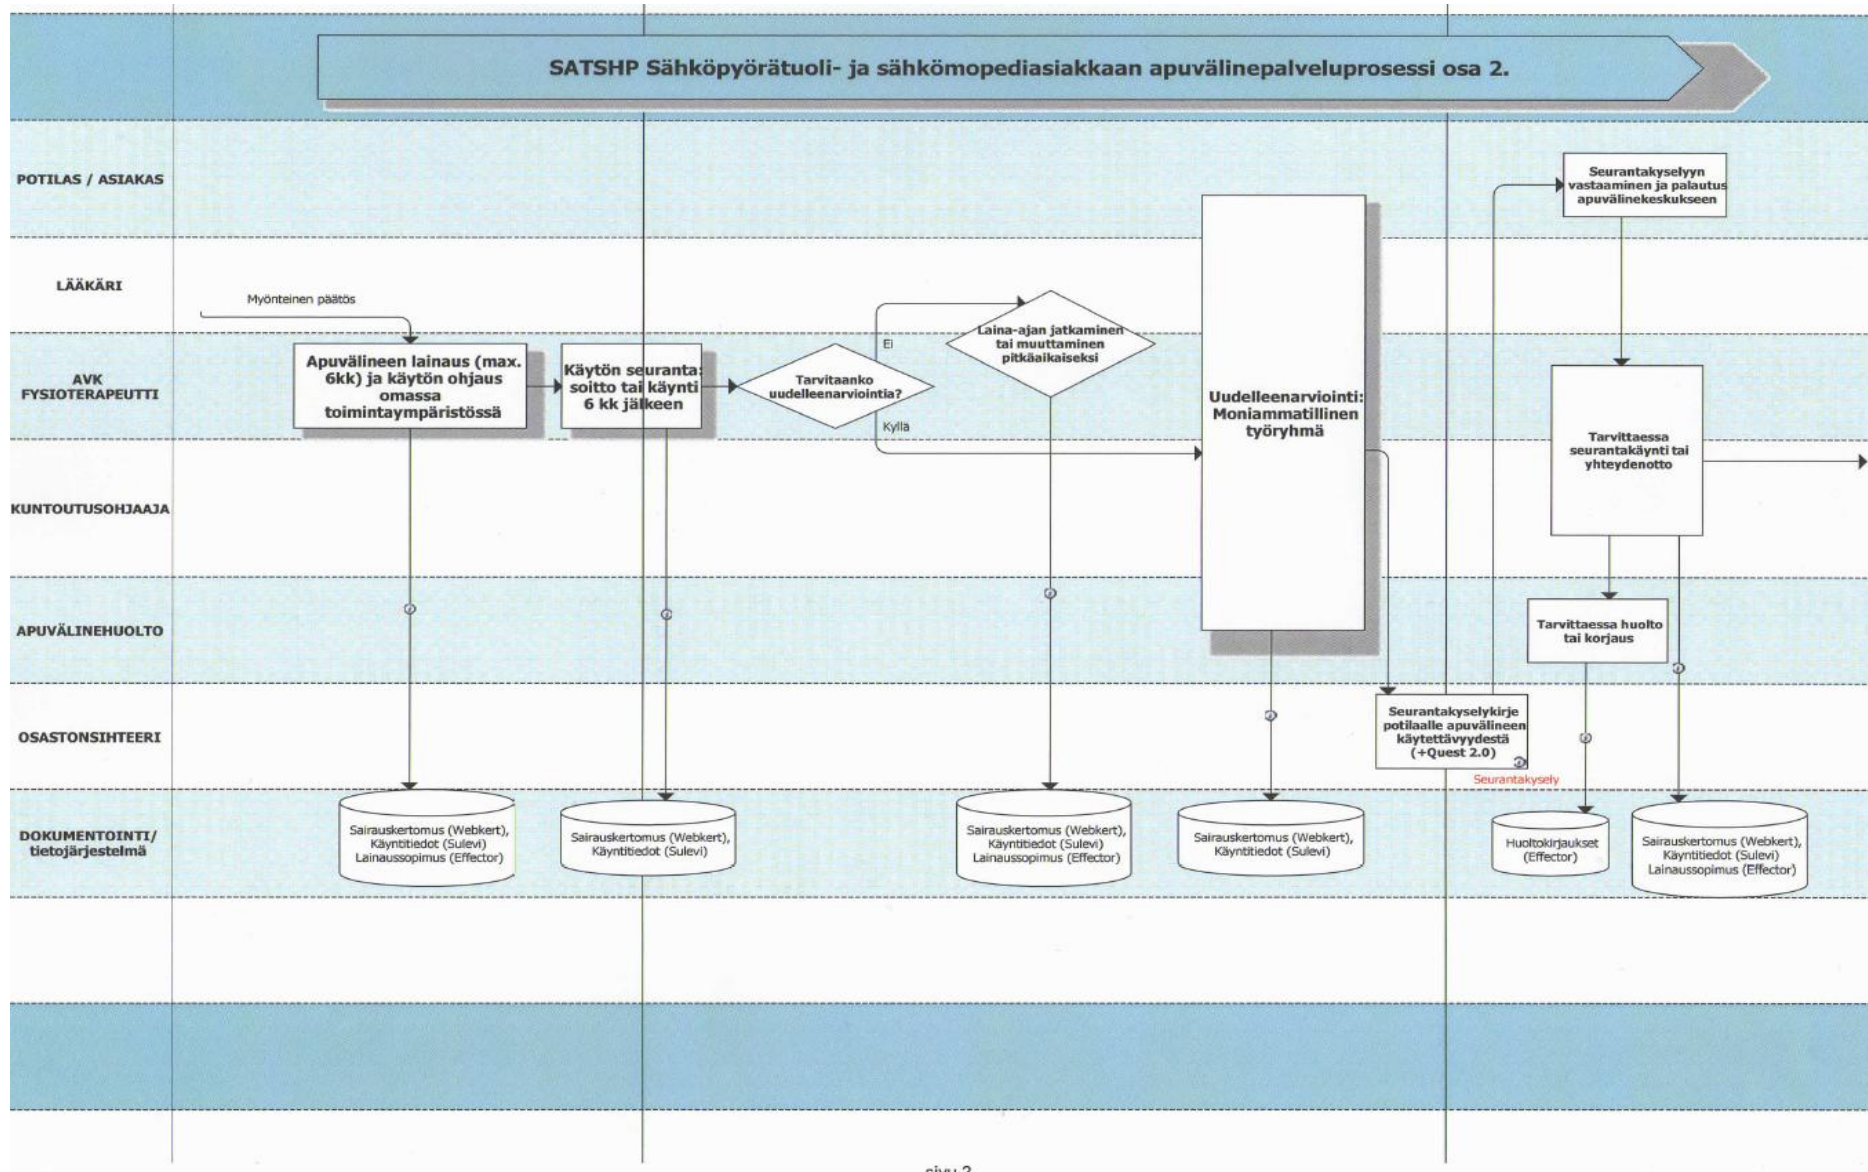 SATSHP Sähköpyörätuoli- ja sähkömopediasiakkaan apuvälinepalveluprosessi osa 2.
POTILAS / ASIAKAS
Seurantakyselyyn
vastaaminen ja palautus
apuvälinekeskukseen
LÄÄKÄRI
Myönteinen päätös
AVK
FYSIOTERAPEUTTI
Apuvälineen lainaus (max.
6kk) ja käytön ohjaus
omassa
toimintaympäristössä
Käytön seuranta:
soitto tai käynti
6 kk jälkeen
Tarvitaanko
uudelleenarviointia?
Ei
Kyllä
Laina-ajan jatkaminen
tai muuttaminen
pitkäaikaiseksi
Uudelleenarviointi:
Moniammatillinen
työryhmä
Tarvittaessa
seurantakäynti tai
yhteydenotto
KUNTOUTUSOHJAAJA
APUVÄLINEHUOLTO
Tarvittaessa huolto
tai korjaus
OSASTONSIHTEERI
Seurantakyselykirje
potilaalle apuvälineen
käytettävyydestä
(+Quest 2.0)
Seurantakysely
DOKUMENTOINTI/
tietojärjestelmä
Sairauskertomus (Webkert),
Käyntitiedot (Sulevi)
Lainaussopimus (Effector)
Sairauskertomus (Webkert),
Käyntitiedot (Sulevi)
Sairauskertomus (Webkert),
Käyntitiedot (Sulevi)
Lainaussopimus (Effector)
Sairauskertomus (Webkert),
Käyntitiedot (Sulevi)
Huoltokirjaukset
(Effector)
Sairauskertomus (Webkert),
Käyntitiedot (Sulevi)
Lainaussopimus (Effector)
sivu 2